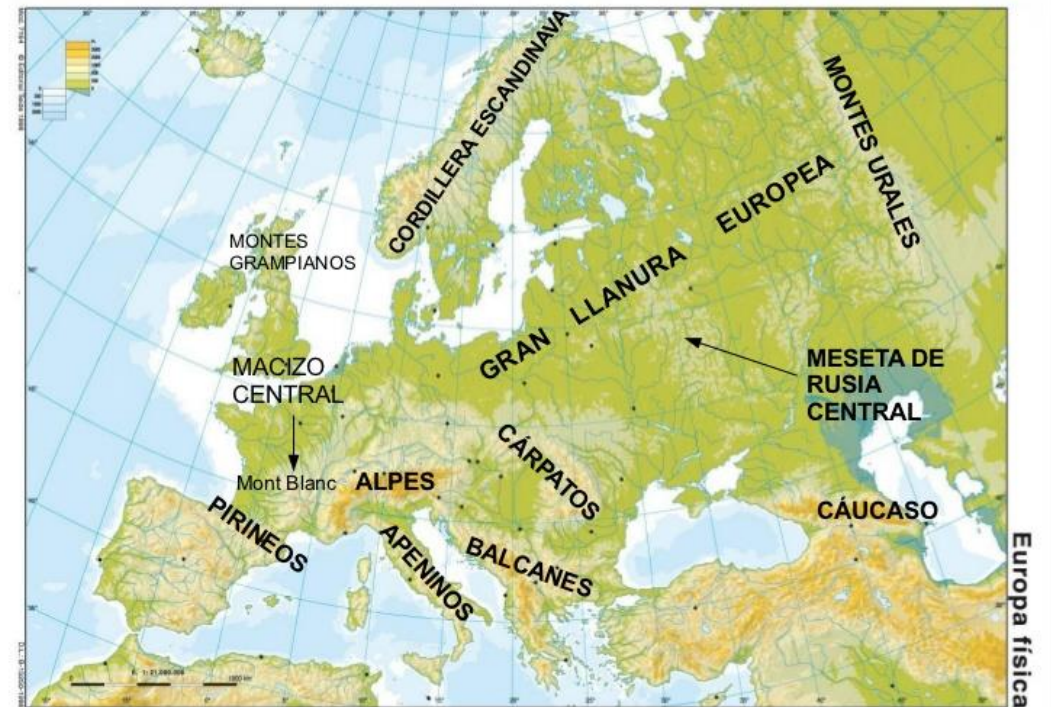 CORDILLERA ESCANDINAVA
MONTES URALES
MONTES
GRAMPIANOS
GRAN LLANURA EUROPEA
MACIZO
CENTRAL
MESETA DE
RUSIA
CENTRAL
CÁRPATOS
Mont Blanc
ALPES
PIRINEOS
APENINOS
BALCAÑES
CÁUCASO
Europa física